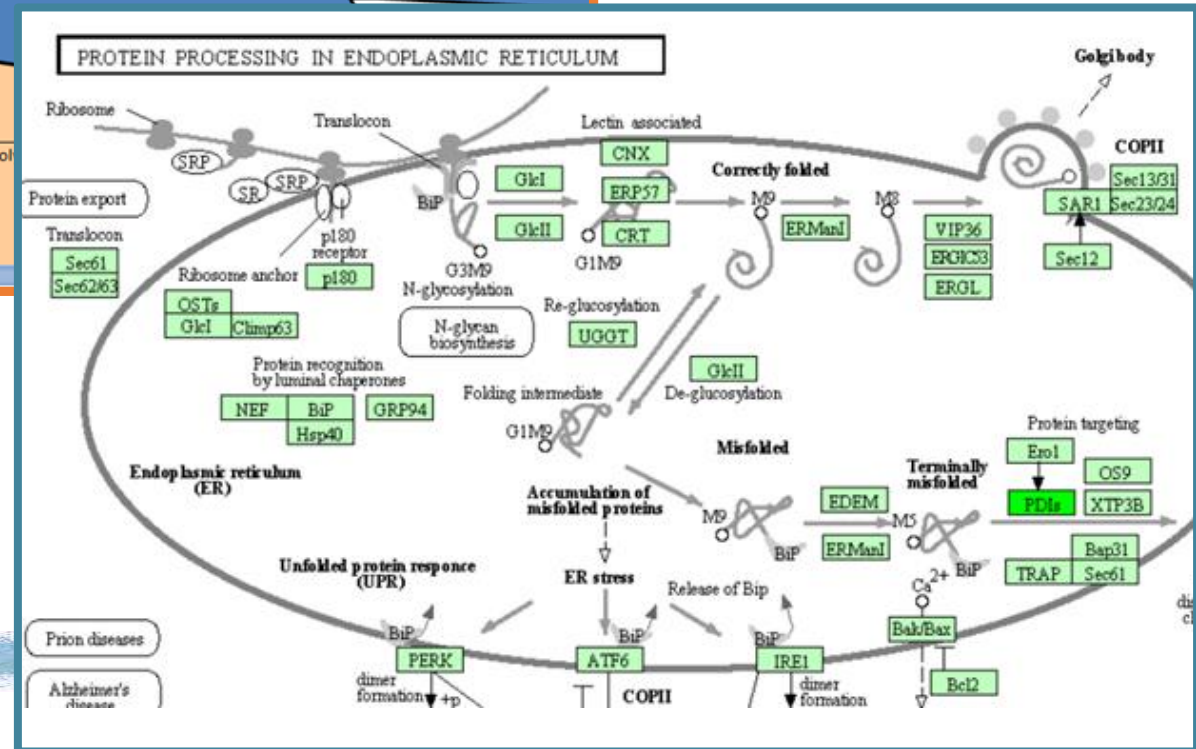 PROTEIN PROCESSING IN ENDOPLASMIC RETICULUM
Golgi body
Ribosome
Translocon
Lectin associated
COPII
SRP
SR
SRP
BiP
GlcI
GlcII
CNX
ERP57
CRT
Correctly folded
M9
ERManI
M8
Sec13/31
SAR1
Sec23/24
VIP36
ERGIC53
ERGL
Sec12
Protein export
Translocon
Sec61
Sec62/63
p180
receptor
p180
Ribosome anchor
OSTs
GlcI
Climp63
G3M9
N-glycosylation
G1M9
N-glycan
biosynthesis
Re-glucosylation
UGGT
GlcII
De-glucosylation
Protein recognition
by luminal chaperones
NEF
BiP
GRP94
Hsp40
Folding intermediate
G1M9
Endoplasmic reticulum
(ER)
Misfolded
Accumulation of
misfolded proteins
M9
BiP
EDEM
ERManI
Terminally
misfolded
M5
BiP
Protein targeting
Ero1
OS9
PDIs
XTP3B
Bap31
TRAP
Sec61
Unfolded protein responce
(UPR)
ER stress
Release of Bip
Ca2+
BiP
BiP
BiP
Bak/Bax
PERK
ATF6
IRE1
Bcl2
dimer
formation
+p
COPII
dimer
formation
Prion diseases
Alzheimer's
disease